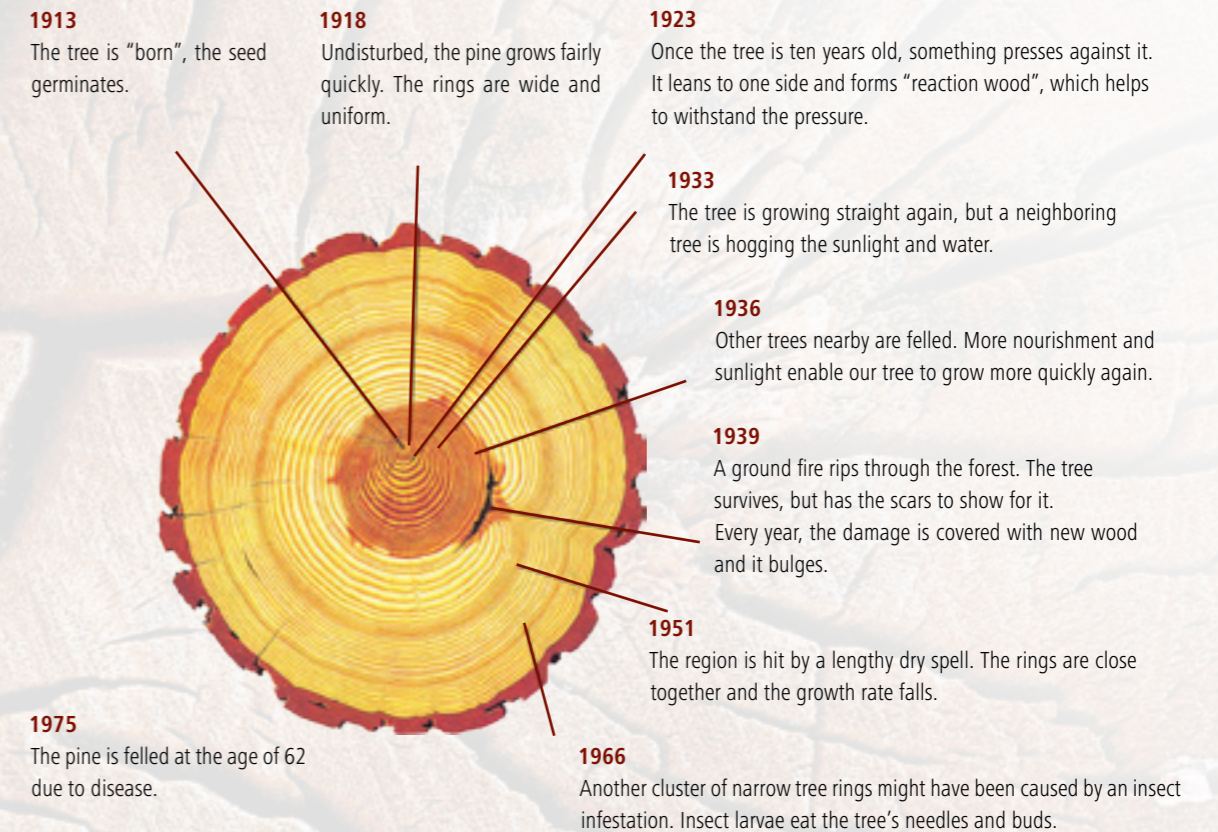 1913
The tree is “born”, the seed
germinates.
1918
Undisturbed, the pine grows fairly
quickly. The rings are wide and
uniform.
1923
Once the tree is ten years old, something presses against it.
It leans to one side and forms “reaction wood”, which helps
to withstand the pressure.
1933
The tree is growing straight again, but a neighboring
tree is hogging the sunlight and water.
1936
Other trees nearby are felled. More nourishment and
sunlight enable our tree to grow more quickly again.
1939
A ground fire rips through the forest. The tree
survives, but has the scars to show for it.
Every year, the damage is covered with new wood
and it bulges.
1951
The region is hit by a lengthy dry spell. The rings are close
together and the growth rate falls.
1966
Another cluster of narrow tree rings might have been caused by an insect
infestation. Insect larvae eat the tree’s needles and buds.
1975
The pine is felled at the age of 62
due to disease.